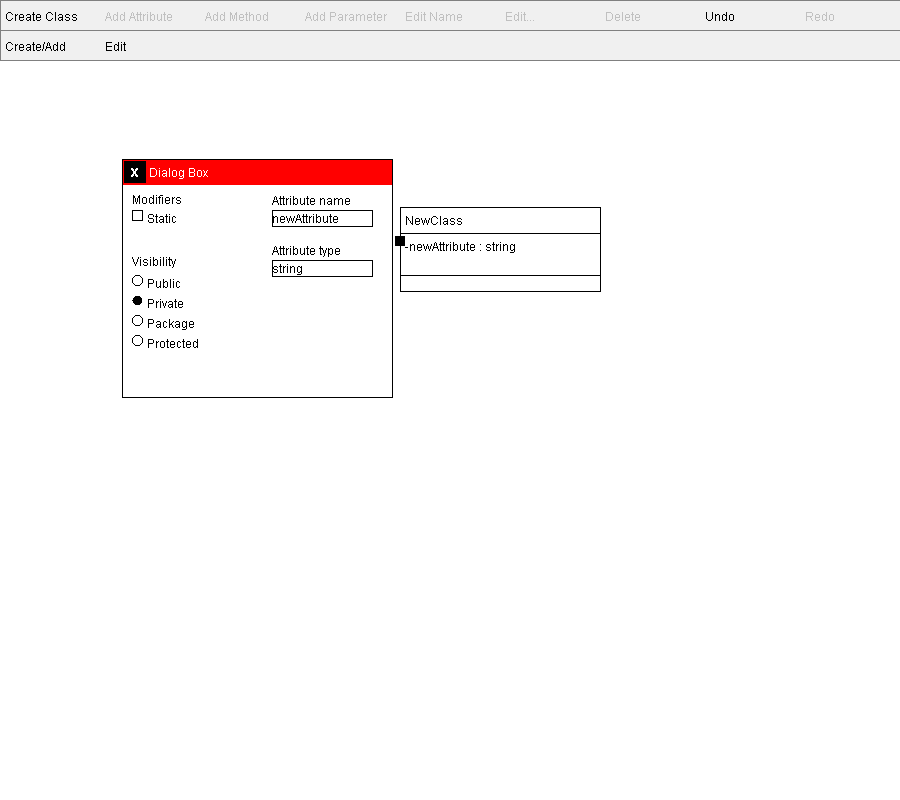 Create Class Add Attribute Add Method Add Parameter Edit Name Edit... Delete Undo Redo
Create/Add Edit
X Dialog Box
Modifiers
Static
Visibility
Public
Private
Package
Protected
Attribute name
newAttribute
Attribute type
string
NewClass
-newAttribute : string